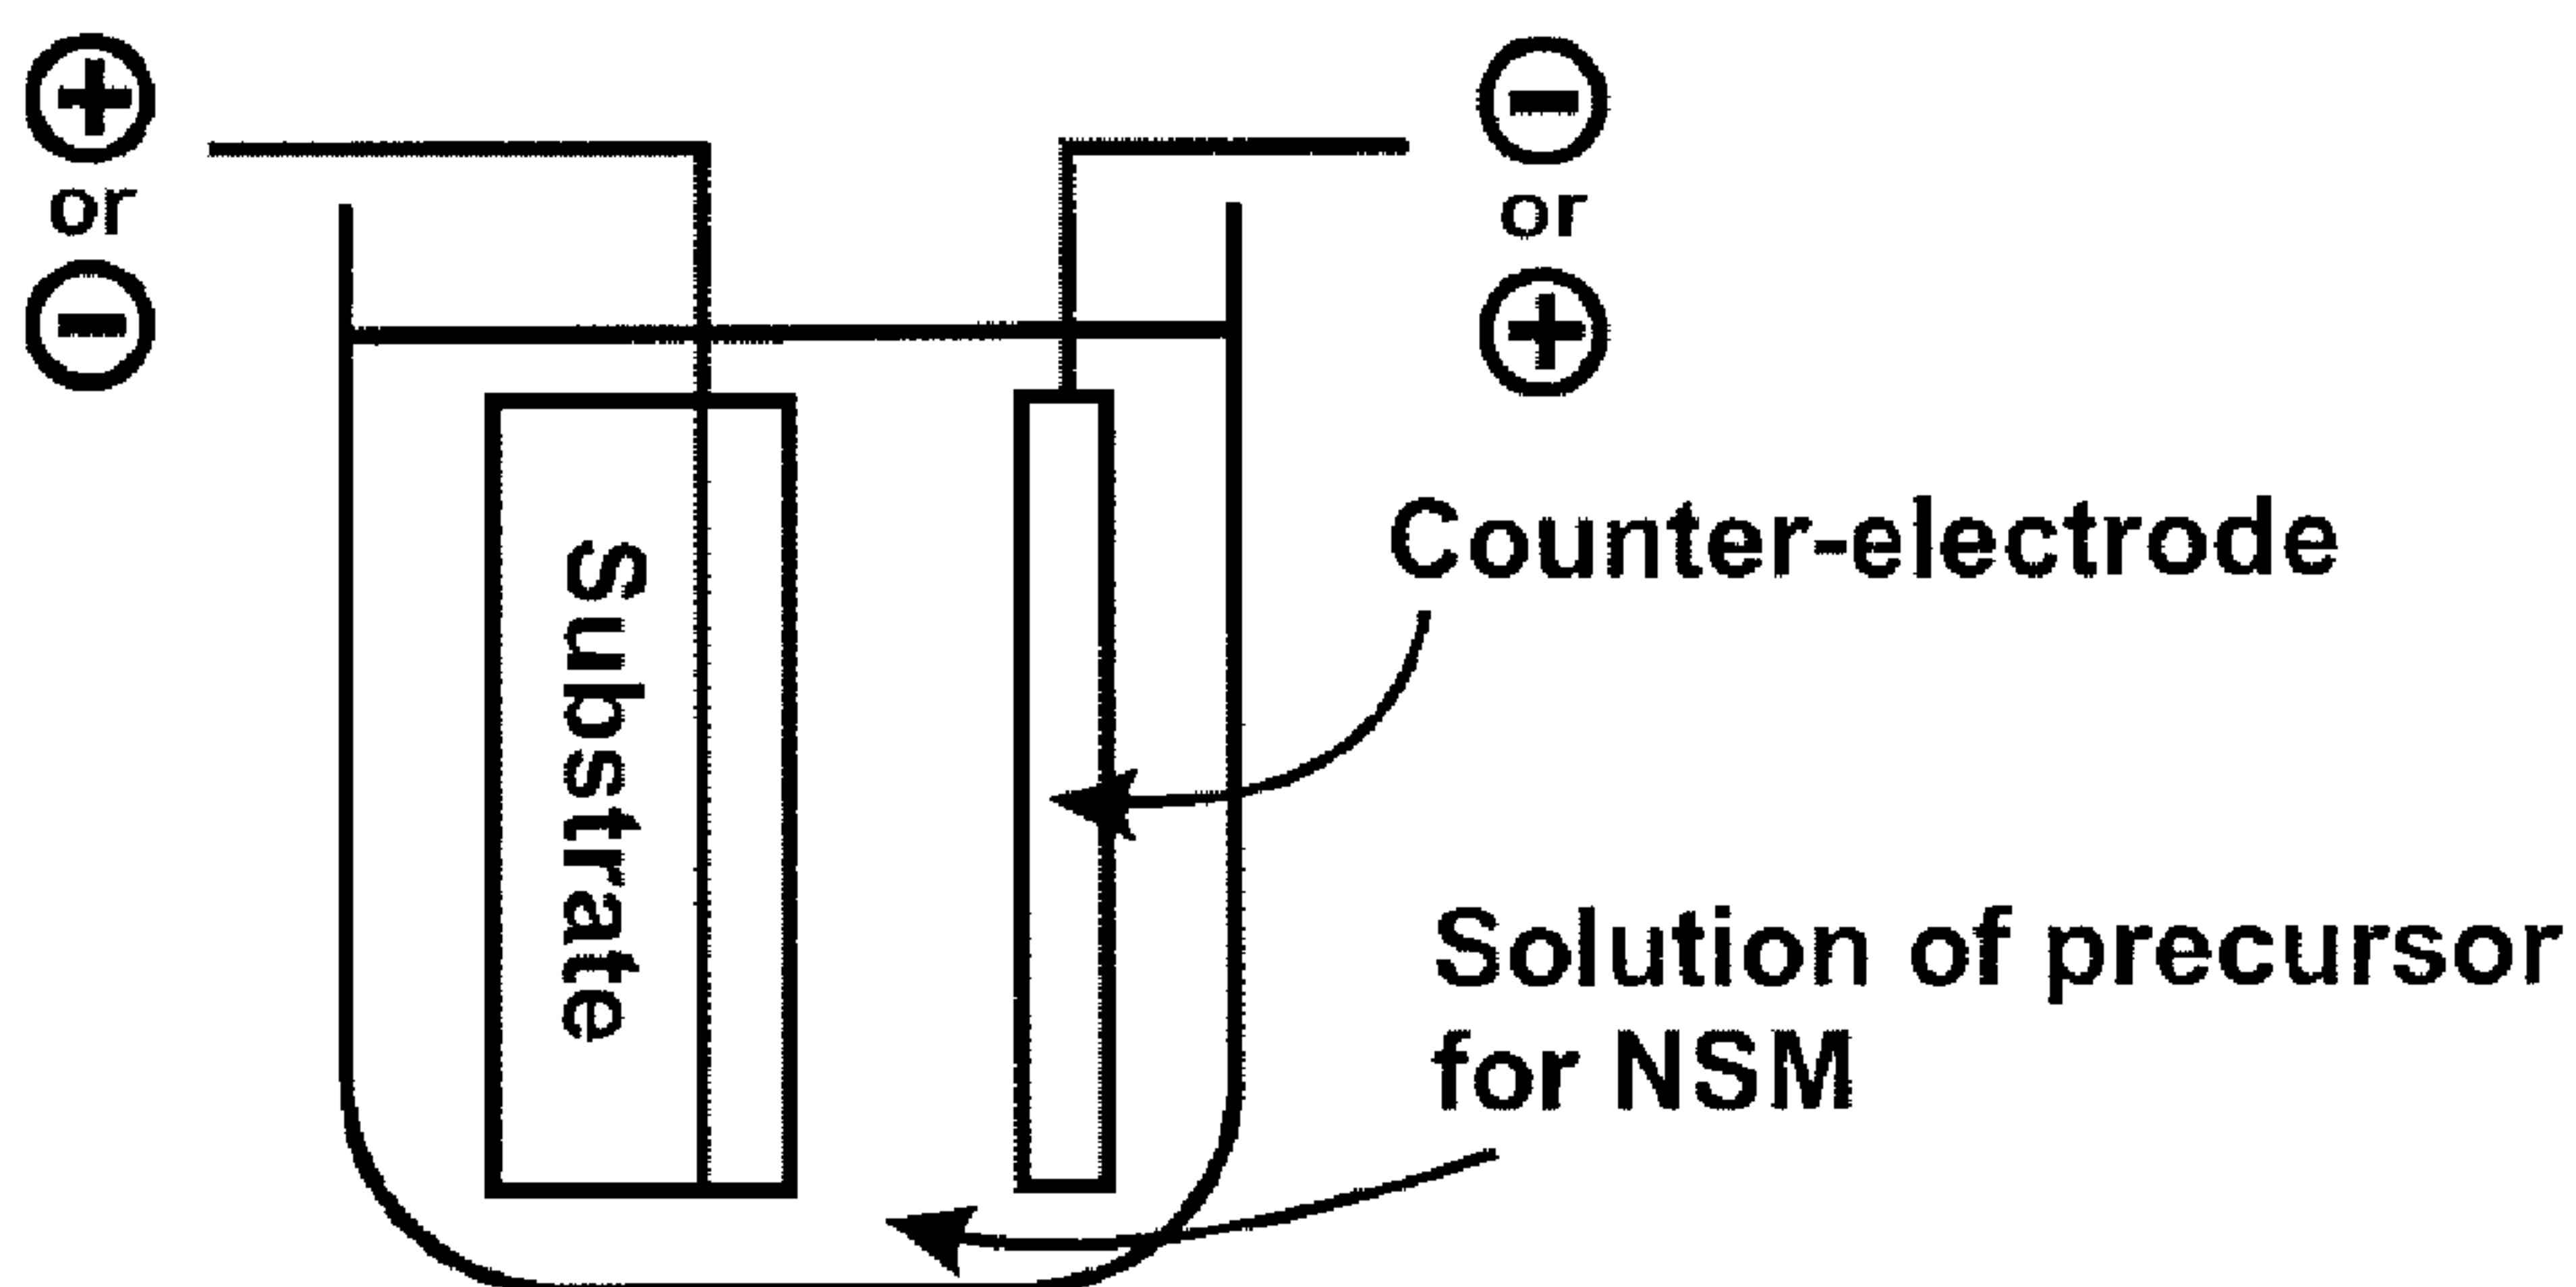 +
or
-
-
or
+
Substrate
Counter-electrode
Solution of precursor
for NSM